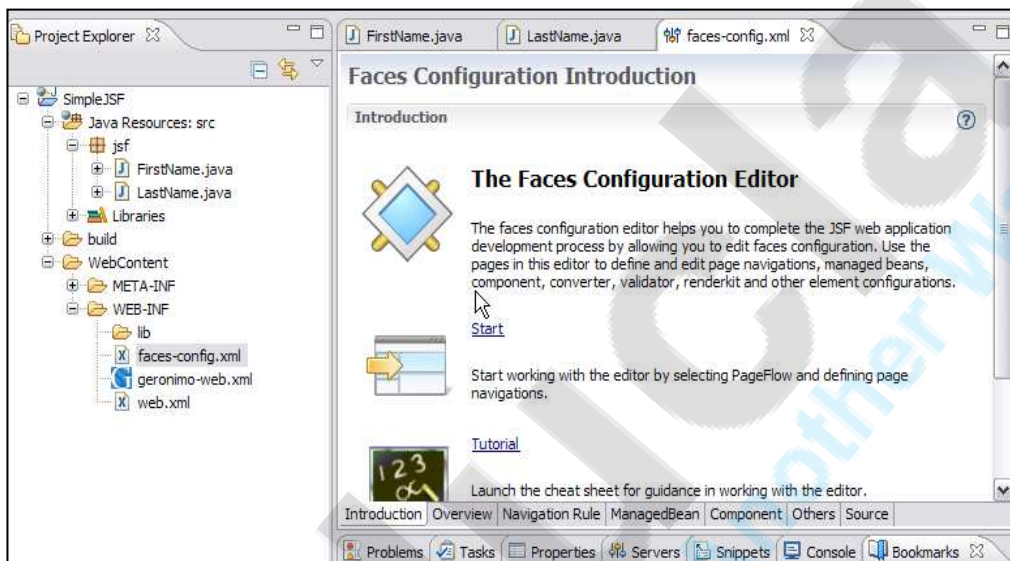 Project Explorer
SimpleJSF
Java Resources: src
jsf
FirstName.java
LastName.java
Libraries
build
WebContent
META-INF
WEB-INF
lib
faces-config.xml
geronimo-web.xml
web.xml
FirstName.java LastName.java faces-config.xml
Faces Configuration Introduction
Introduction
The Faces Configuration Editor
The faces configuration editor helps you to complete the JSF web application
development process by allowing you to edit faces configuration. Use the
pages in this editor to define and edit page navigations, managed beans,
component, converter, validator, renderkit and other element configurations.
Start
Start working with the editor by selecting PageFlow and defining page
navigations.
Tutorial
123
Launch the cheat sheet for guidance in working with the editor.
Introduction Overview Navigation Rule ManagedBean Component Others Source
Problems Tasks Properties Servers Snippets Console Bookmarks